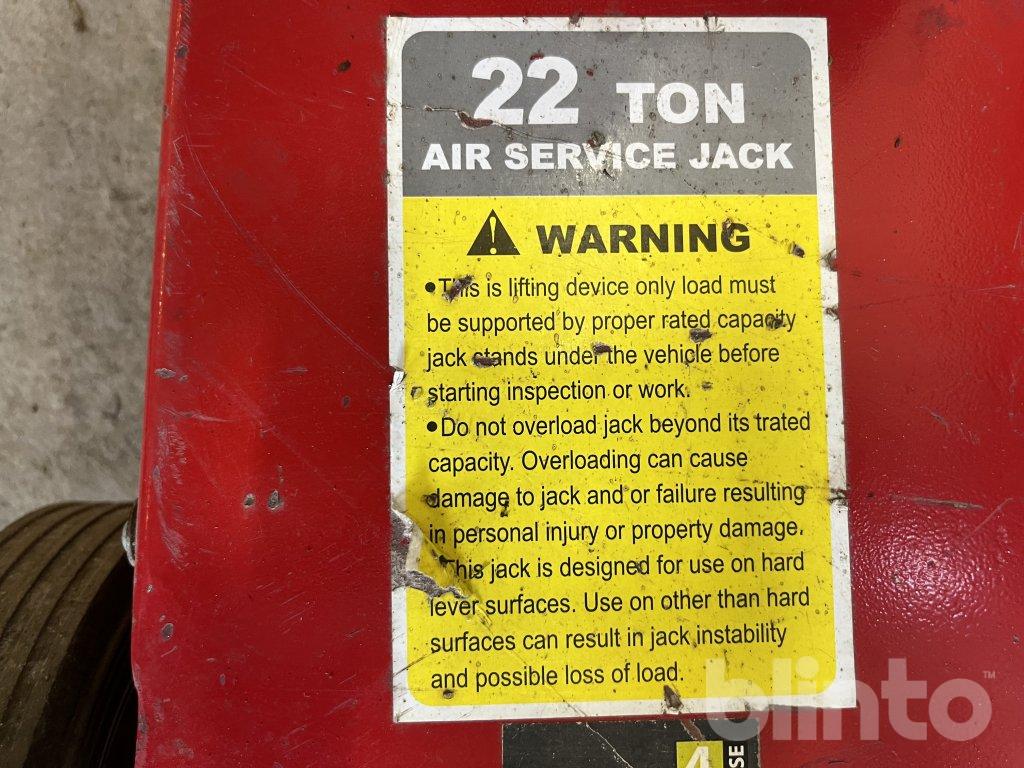 22 TON
AIR SERVICE JACK
WARNING
•This is lifting device only load must
be supported by proper rated capacity
jack stands under the vehicle before
starting inspection or work.
•Do not overload jack beyond its trated
capacity. Overloading can cause
damage to jack and or failure resulting
in personal injury or property damage.
This jack is designed for use on hard
lever surfaces. Use on other than hard
surfaces can result in jack instability
and possible loss of load.
blinto™
4
SE